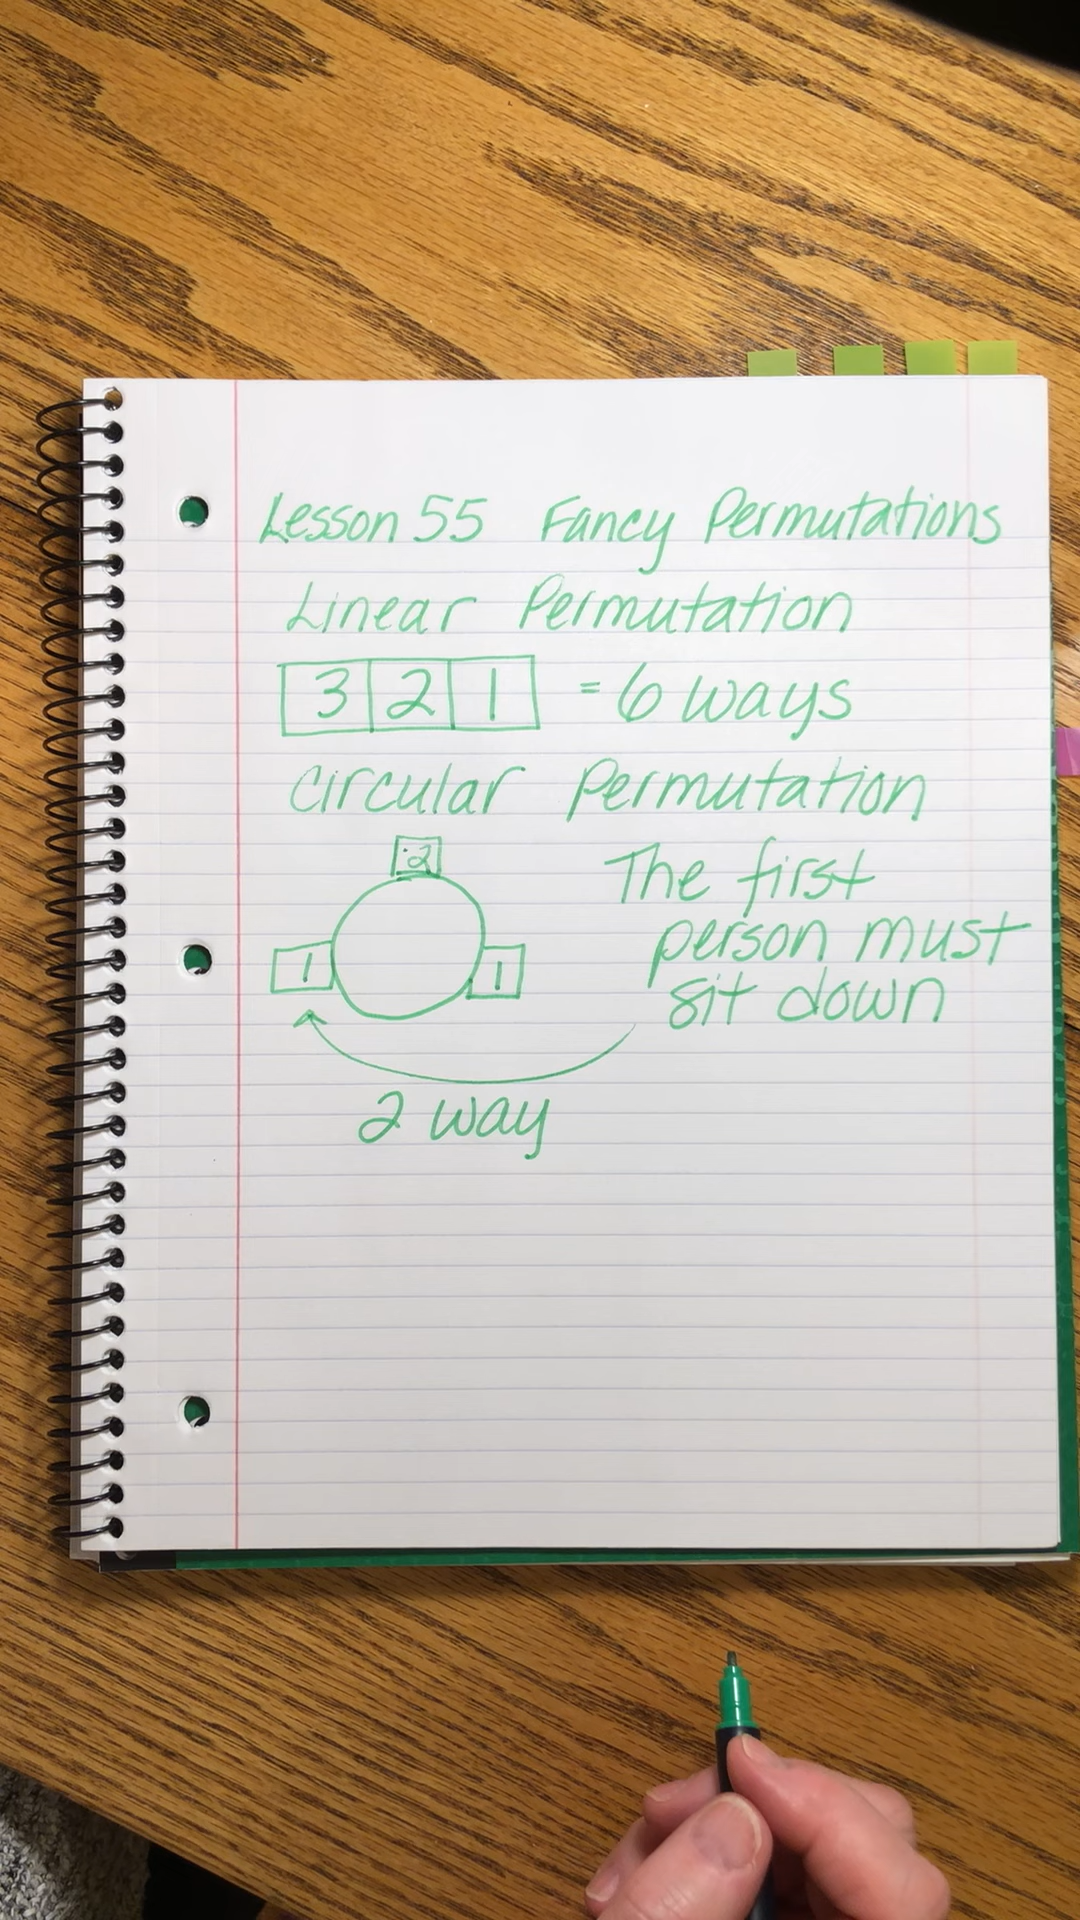 Lesson 55 Fancy Permutations
Linear Permutation
3 2 1 = 6 ways
Circular Permutation
2
The first
person must
1 1
sit down
2 way